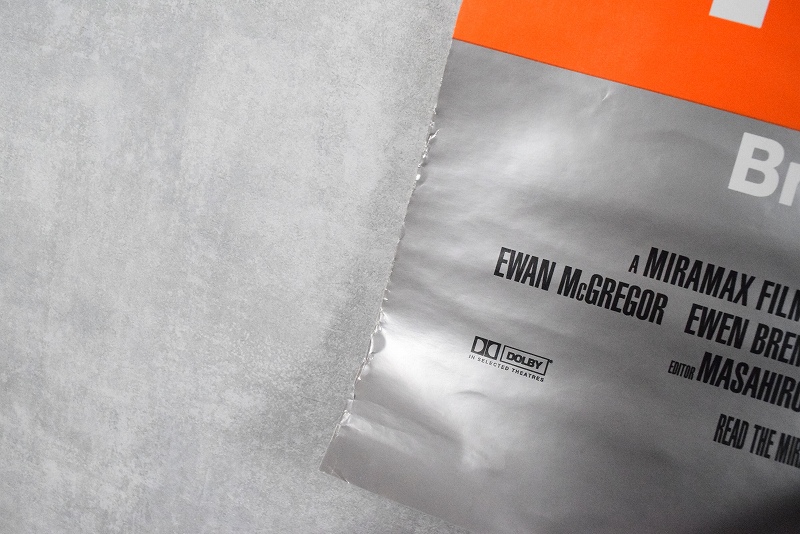 Br
A MIRAMAX FILM
EWAN McGREGOR EWEN BREM
EDITOR MASAHIRO
DOLBY
IN SELECTED THEATRES
READ THE MIR